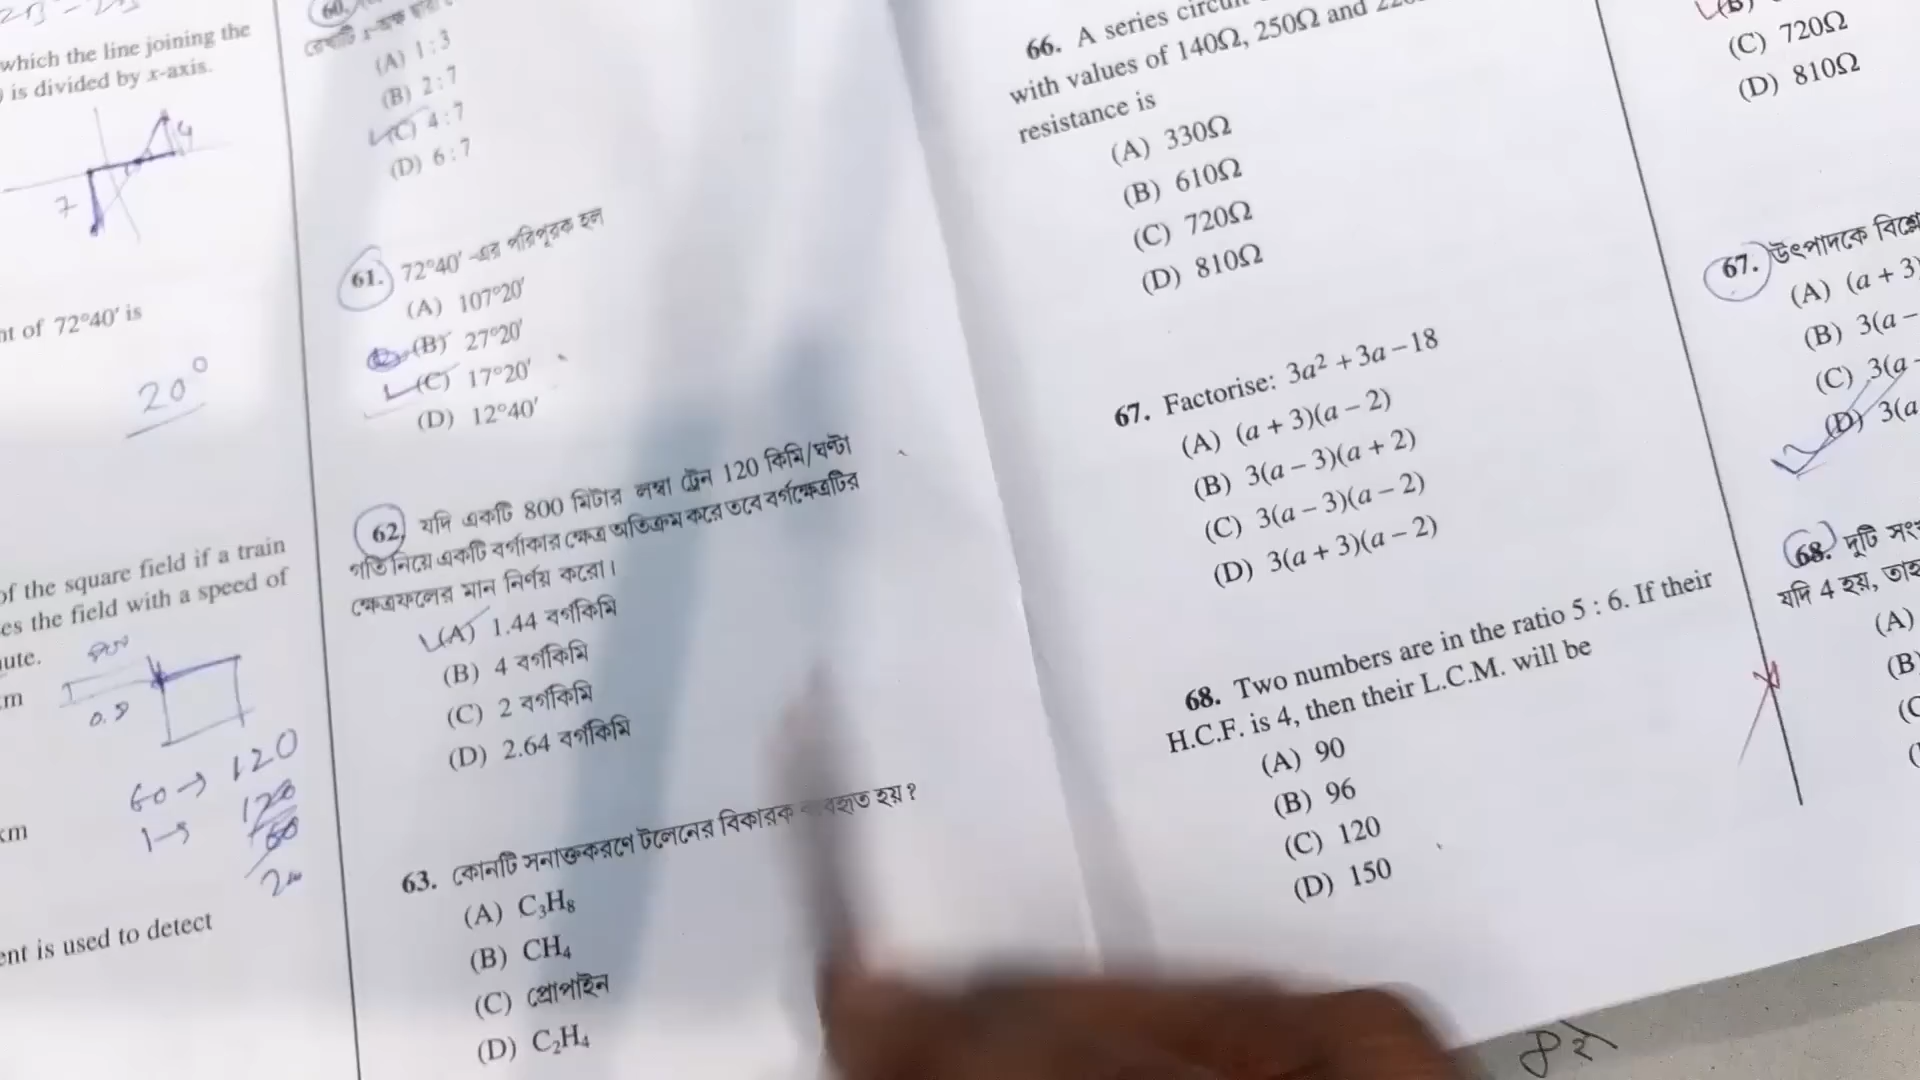 which the line joining the
is divided by x-axis.
4
7
nt of 72°40′ is
20°
of the square field if a train
es the field with a speed of
ute.
0.8
60 → 120
1 →
km
ent is used to detect
60.
(A) 1 : 3
(B) 2 : 7
(C) 4 : 7
(D) 6 : 7
61. 72°40′ -এর পরিপূরক হল
(A) 107°20′
(B) 27°20′
(C) 17°20′
(D) 12°40′
62. যদি একটি 800 মিটার লম্বা ট্রেন 120 কিমি/ঘণ্টা
গতি নিয়ে একটি বর্গাকার ক্ষেত্র অতিক্রম করে তবে বর্গক্ষেত্রটির
ক্ষেত্রফলের মান নির্ণয় করো।
(A) 1.44 বর্গকিমি
(B) 4 বর্গকিমি
(C) 2 বর্গকিমি
(D) 2.64 বর্গকিমি
63. কোনটি সনাক্তকরণে টলেনের বিকারক হয়?
(A) C₃H₈
(B) CH₄
(C) প্রোপাইন
(D) C₂H₄
66. A series circuit
with values of 140Ω, 250Ω and
resistance is
(A) 330Ω
(B) 610Ω
(C) 720Ω
(D) 810Ω
67. Factorise: 3a² + 3a – 18
(A) (a + 3)(a – 2)
(B) 3(a – 3)(a + 2)
(C) 3(a – 3)(a – 2)
(D) 3(a + 3)(a – 2)
68. Two numbers are in the ratio 5 : 6. If their
H.C.F. is 4, then their L.C.M. will be
(A) 90
(B) 96
(C) 120
(D) 150
(B)
(C) 720Ω
(D) 810Ω
67. উৎপাদকে
(A) (a + 3)
(B) 3(a –
(C) 3(a –
(D) 3(a
68. দুটি
যদি 4 হয়,
(A)
(B)